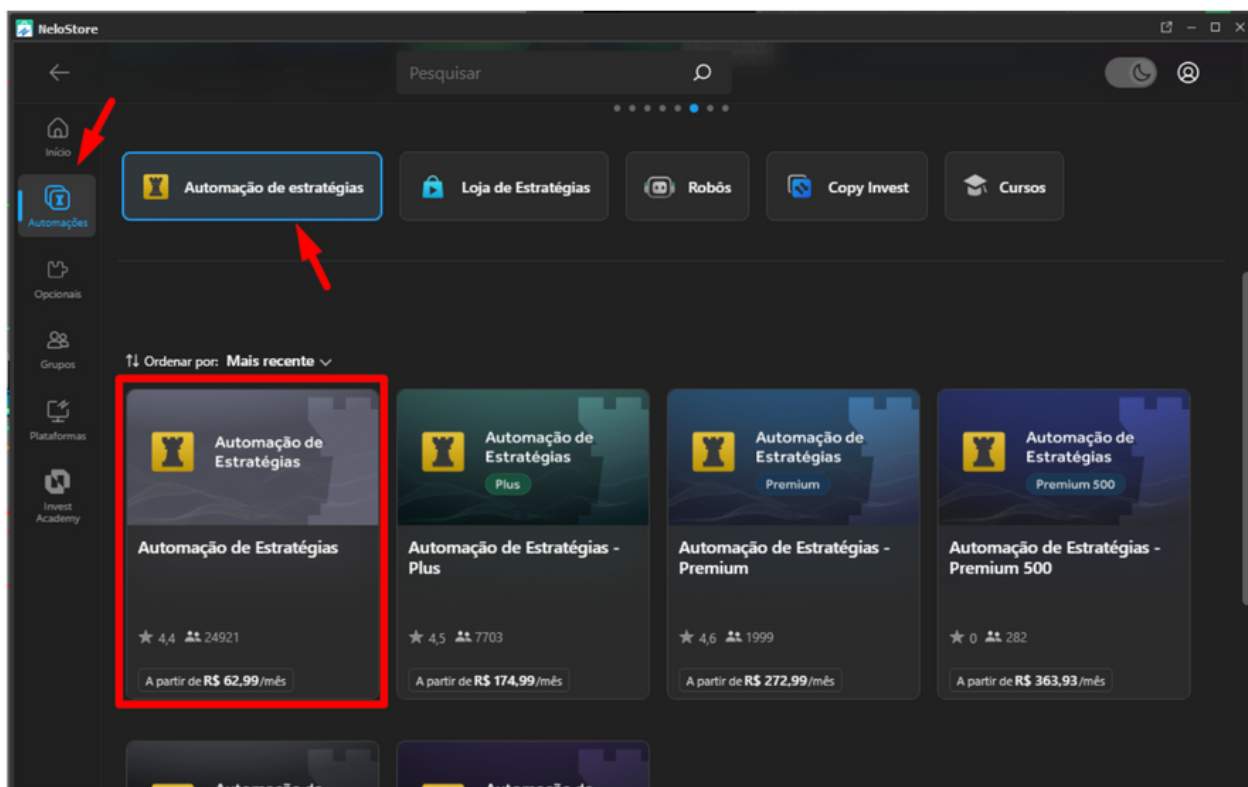 NeloStore
Pesquisar
Início
Automações
Opcionais
Grupos
Plataformas
Invest
Academy
Automação de estratégias
Loja de Estratégias
Robôs
Copy Invest
Cursos
Ordenar por: Mais recente
Automação de
Estratégias
Automação de Estratégias
4,4 24921
A partir de R$ 62,99/mês
Automação de
Estratégias
Plus
Automação de Estratégias -
Plus
4,5 7703
A partir de R$ 174,99/mês
Automação de
Estratégias
Premium
Automação de Estratégias -
Premium
4,6 1999
A partir de R$ 272,99/mês
Automação de
Estratégias
Premium 500
Automação de Estratégias -
Premium 500
0 282
A partir de R$ 363,93/mês
Automação de
Automação de